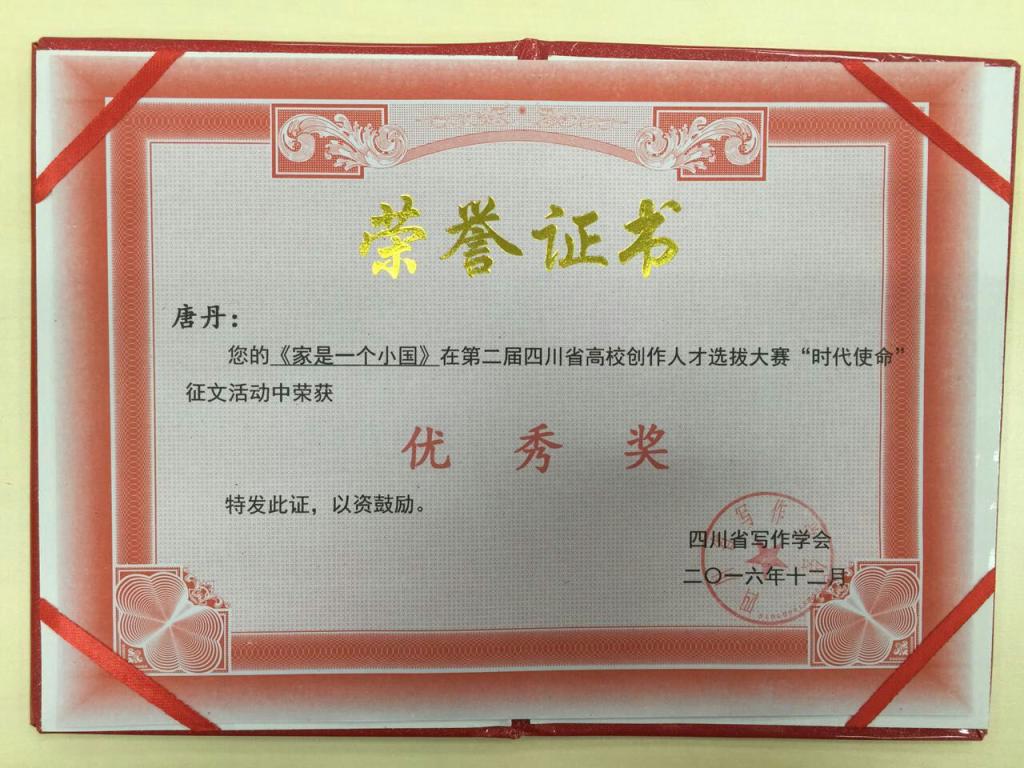 荣誉证书
唐丹：
您的《家是一个小国》在第二届四川省高校创作人才选拔大赛“时代使命”
征文活动中荣获
优秀奖
特发此证，以资鼓励。
四川省写作学会
二〇一六年十二月